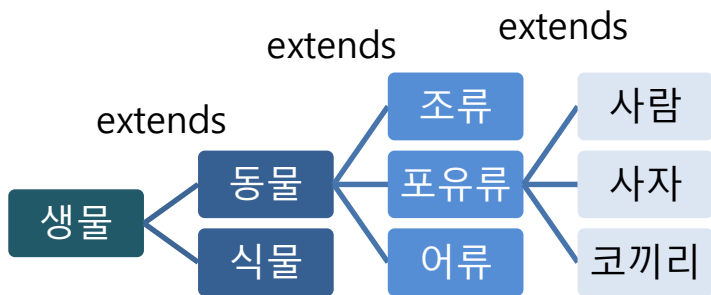 extends
extends
extends
조류
사람
동물
포유류
사자
생물
식물
어류
코끼리